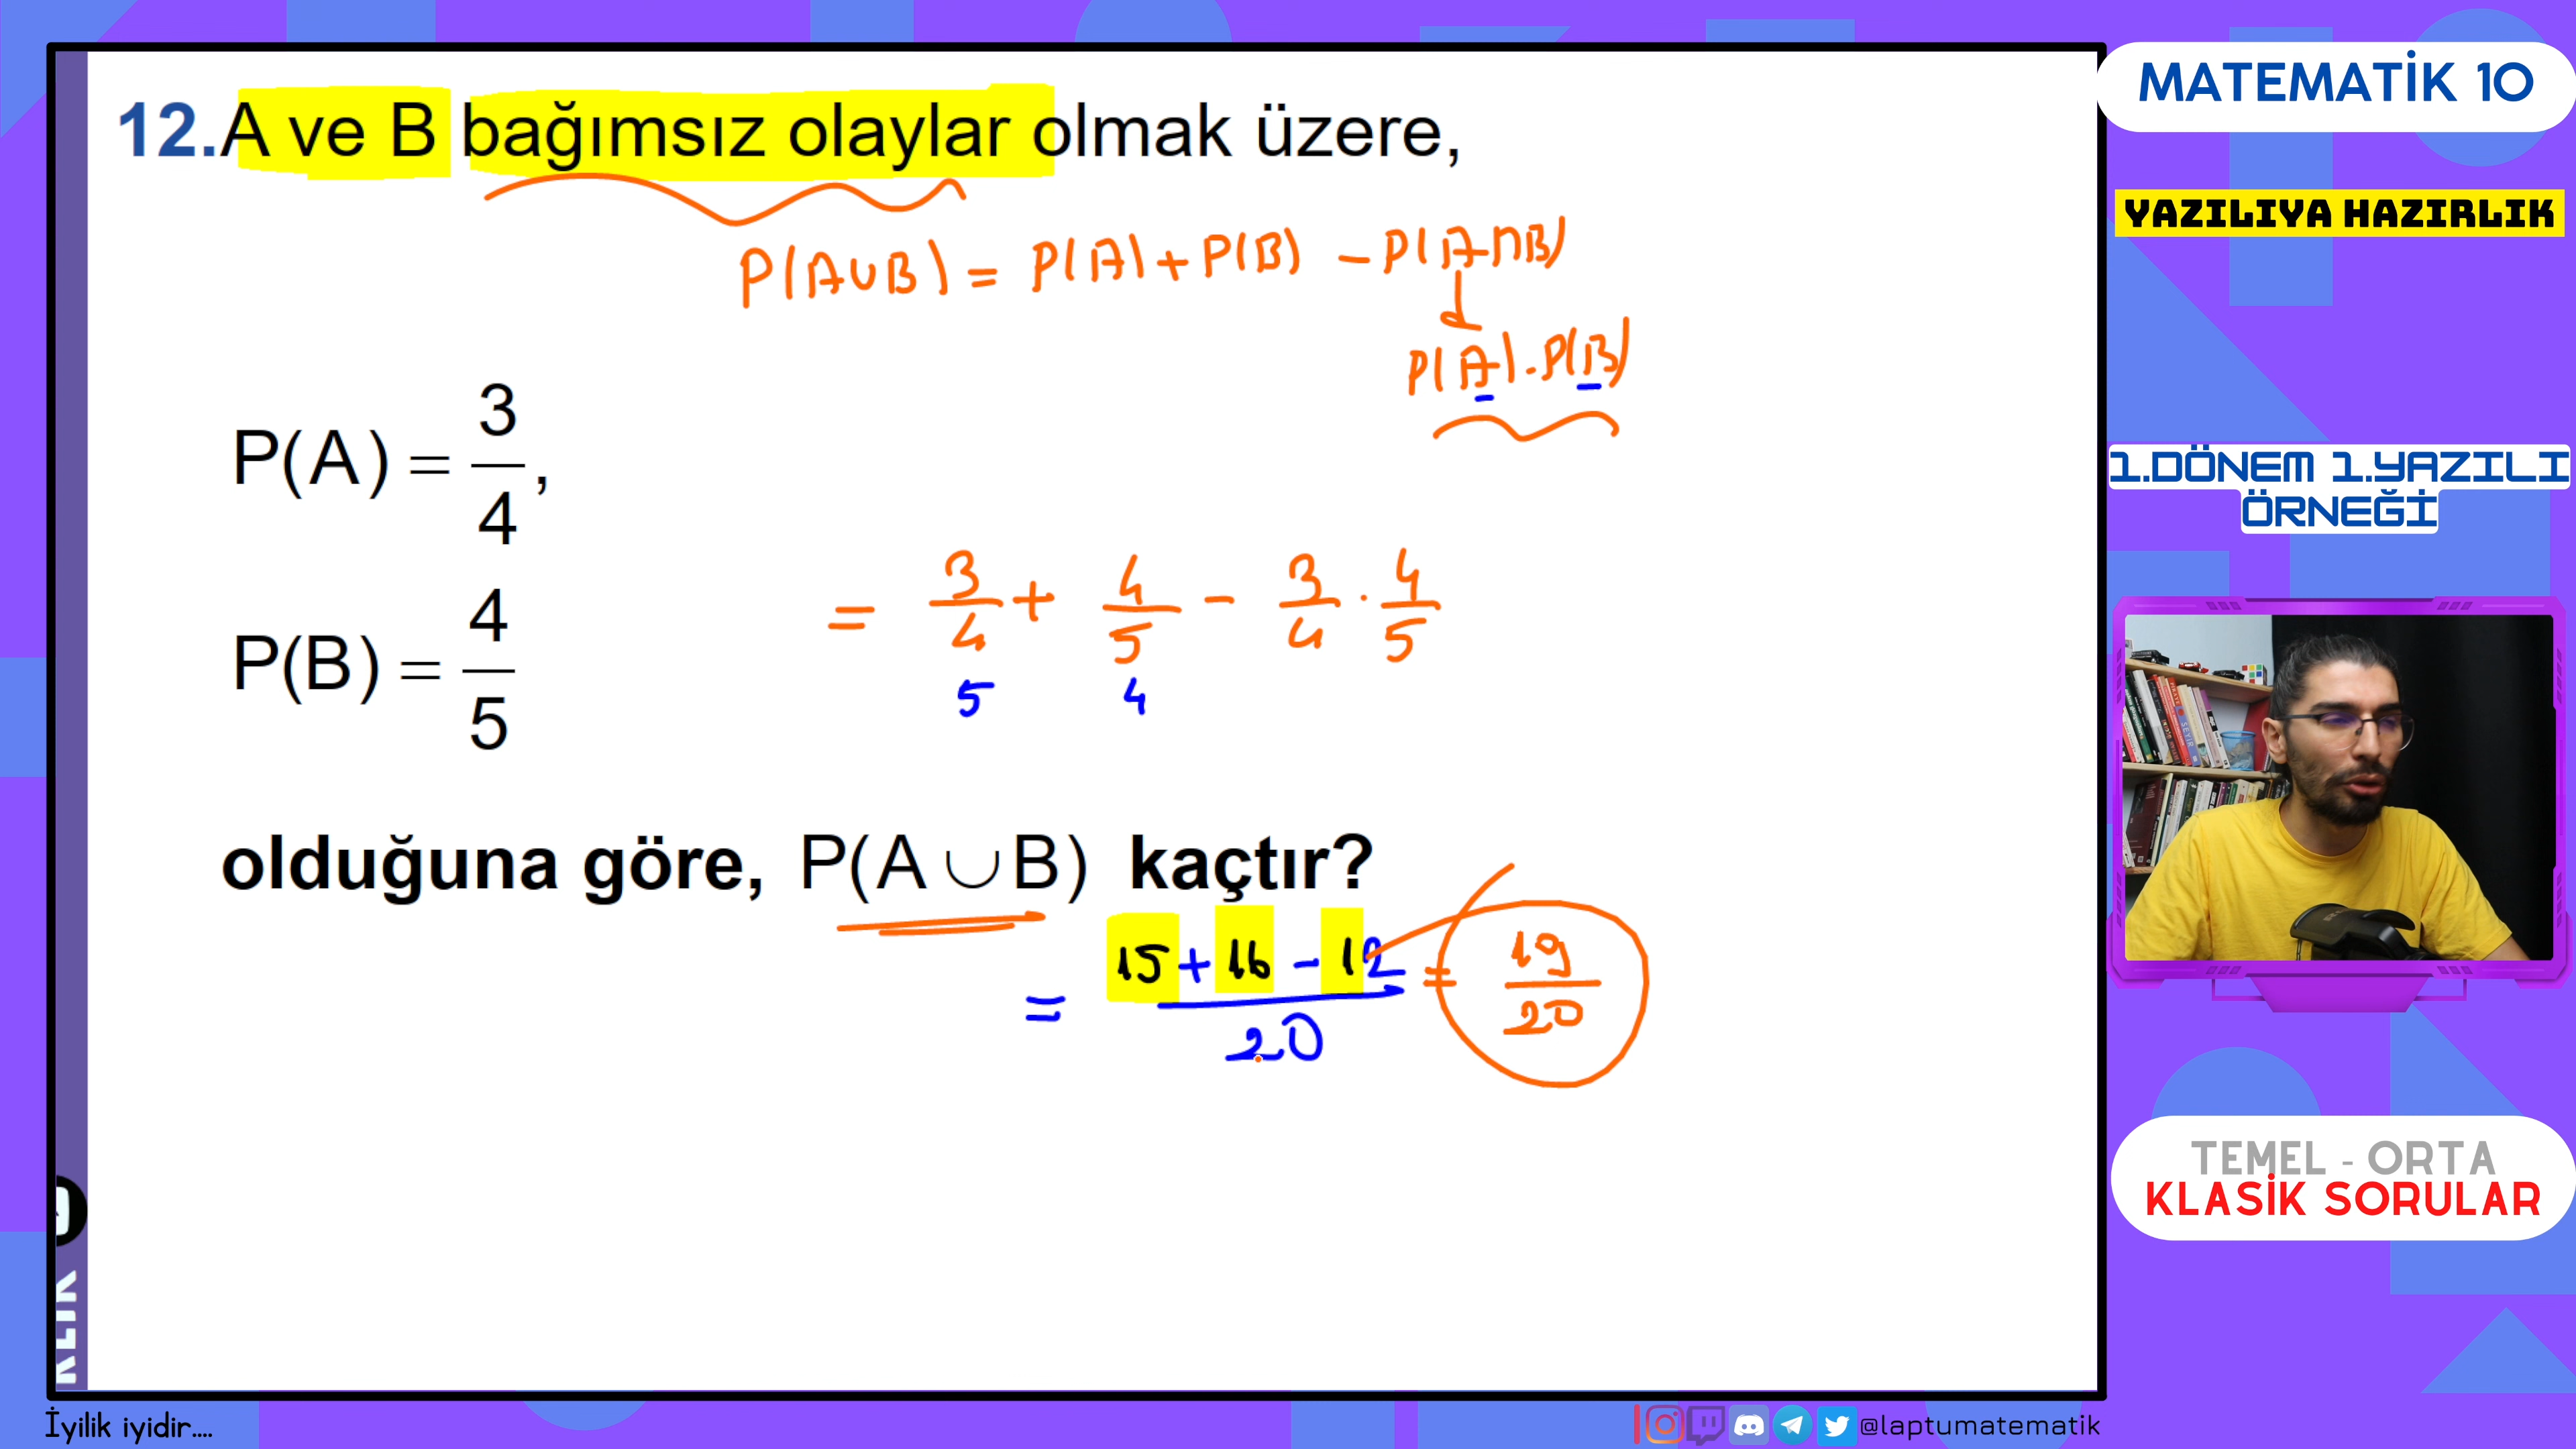 12.A ve B bağımsız olaylar olmak üzere,
P(A∪B) = P(A) + P(B) - P(A∩B)
P(A).P(B)
P(A) = 3/4,
P(B) = 4/5
= 3/4 + 4/5 - 3/4 . 4/5
5 4
olduğuna göre, P(A ∪ B) kaçtır?
= 15 + 16 - 12 / 20 = 19/20
MATEMATİK 10
YAZILIYA HAZIRLIK
1.DÖNEM 1.YAZILI
ÖRNEĞİ
TEMEL - ORTA
KLASİK SORULAR
İyilik iyidir....
@laptumatematik